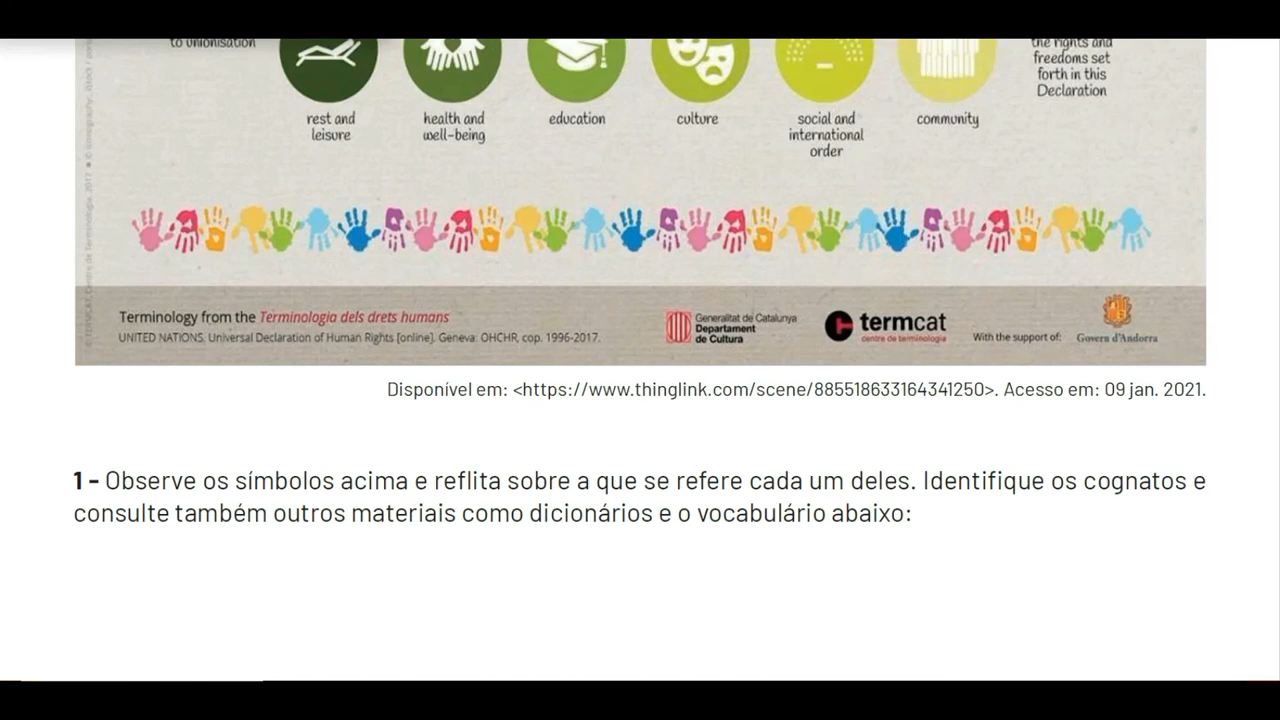 to unionisation
the rights and
freedoms set
forth in this
Declaration
rest and
leisure
health and
well-being
education
culture
social and
international
order
community
Terminology from the Terminologia dels drets humans
UNITED NATIONS. Universal Declaration of Human Rights [online]. Geneva: OHCHR, cop. 1996-2017.
Generalitat de Catalunya
Departament
de Cultura
termcat
centre de terminologia
With the support of:
Govern d'Andorra
Disponível em: <https://www.thinglink.com/scene/885518633164341250>. Acesso em: 09 jan. 2021.
1 - Observe os símbolos acima e reflita sobre a que se refere cada um deles. Identifique os cognatos e
consulte também outros materiais como dicionários e o vocabulário abaixo: